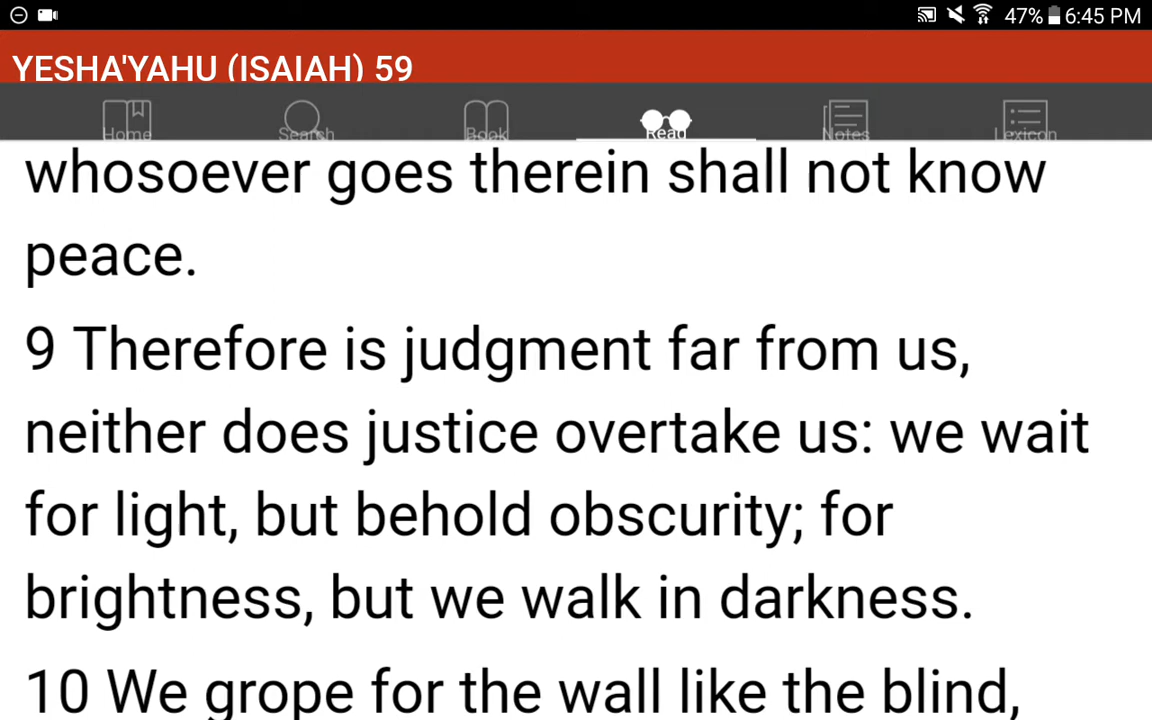 47% 6:45 PM
YESHA'YAHU (ISAIAH) 59
Home Search Book Read Notes Lexicon
whosoever goes therein shall not know
peace.
9 Therefore is judgment far from us,
neither does justice overtake us: we wait
for light, but behold obscurity; for
brightness, but we walk in darkness.
10 We grope for the wall like the blind,